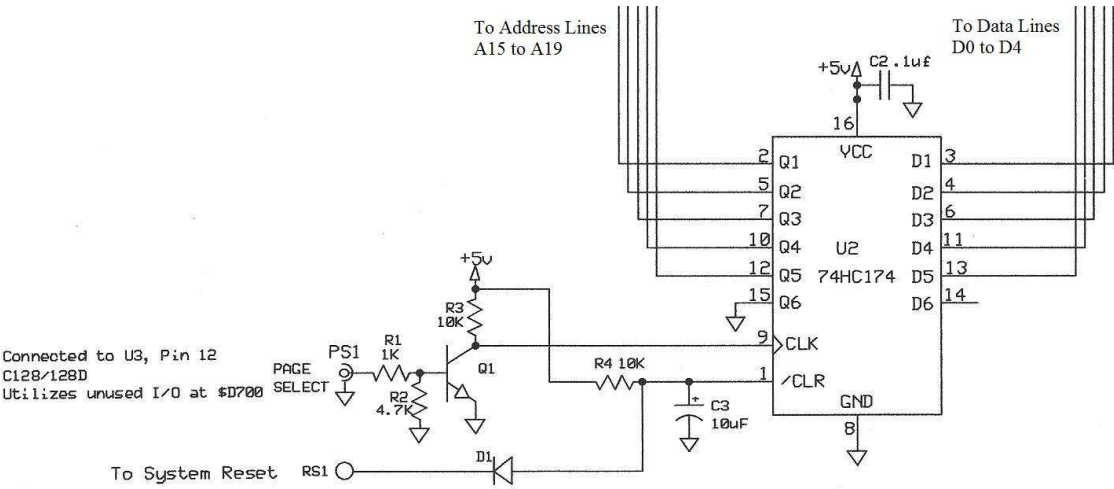 To Address Lines
A15 to A19
To Data Lines
D0 to D4
+5v
C2 .1uf
16
VCC
2 Q1
D1 3
5 Q2
D2 4
7 Q3
D3 6
10 Q4
U2
D4 11
12 Q5
74HC174
D5 13
15 Q6
D6 14
9 CLK
1 /CLR
GND
8
+5v
R3
10K
R4 10K
Connected to U3, Pin 12
C128/128D
Utilizes unused I/O at $D700
PAGE
SELECT
PS1
R1
1K
Q1
R2
4.7K
+
C3
10uF
D1
To System Reset
RS1